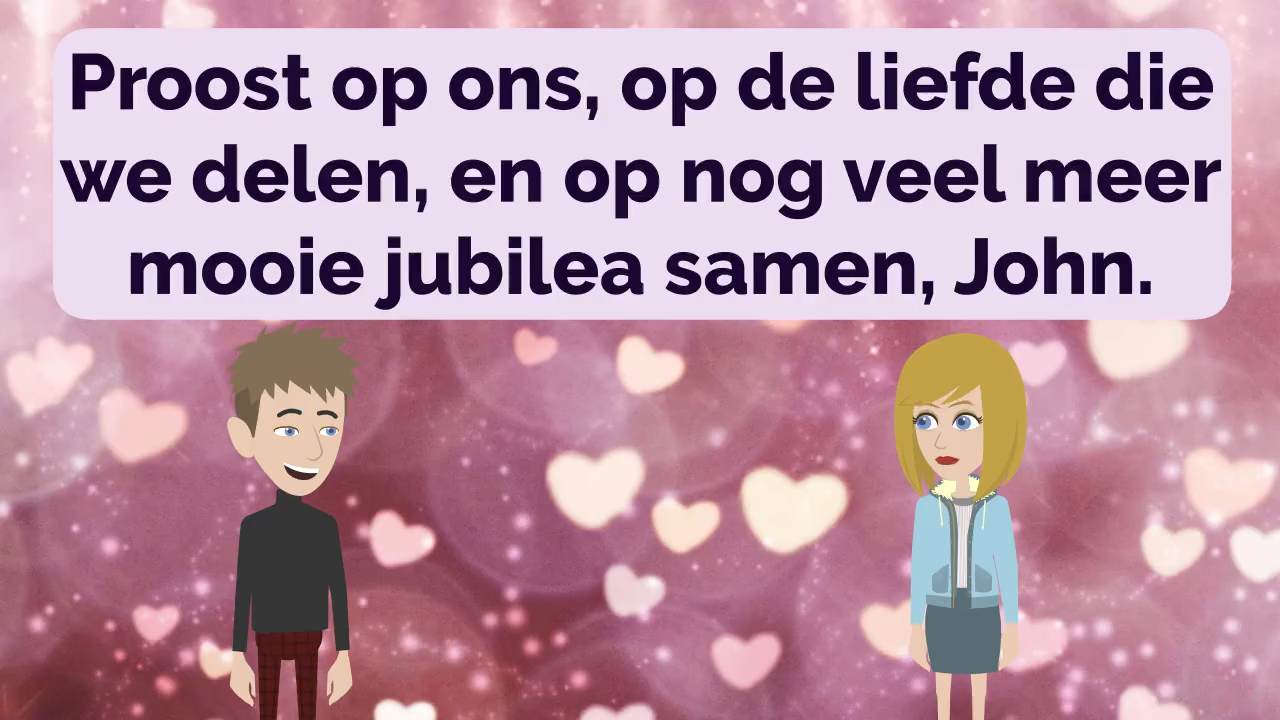 Proost op ons, op de liefde die
we delen, en op nog veel meer
mooie jubilea samen, John.